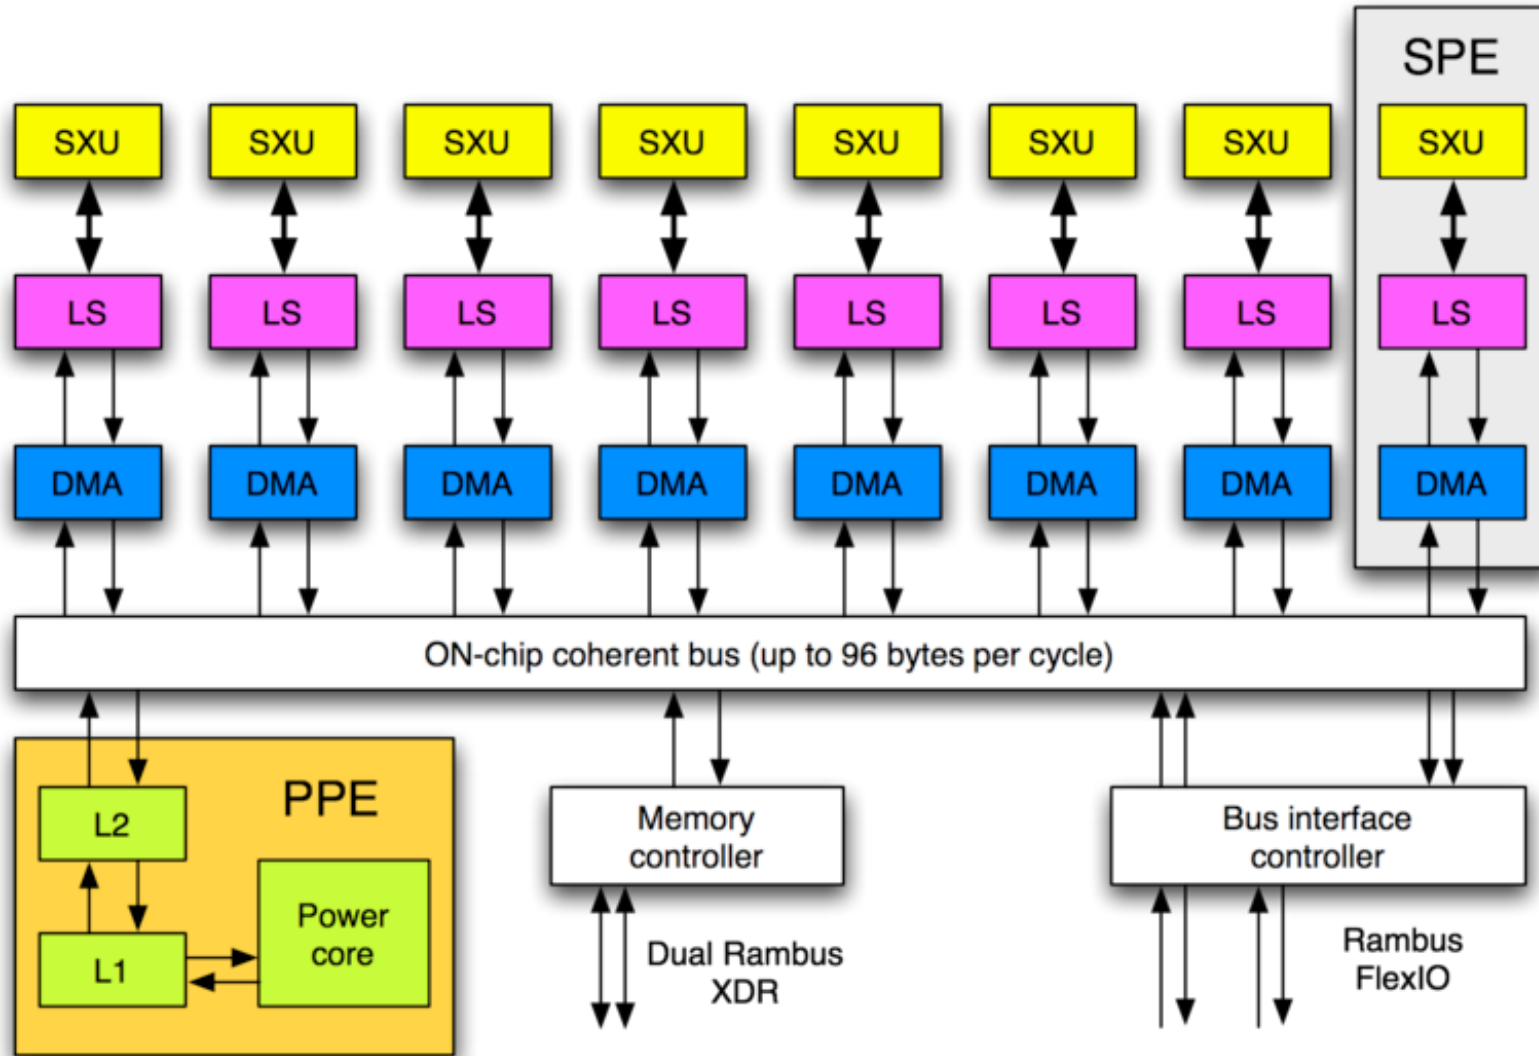 SPE
SXU
SXU
SXU
SXU
SXU
SXU
SXU
SXU
LS
LS
LS
LS
LS
LS
LS
LS
DMA
DMA
DMA
DMA
DMA
DMA
DMA
DMA
ON-chip coherent bus (up to 96 bytes per cycle)
PPE
L2
Power
core
L1
Memory
controller
Dual Rambus
XDR
Bus interface
controller
Rambus
FlexIO